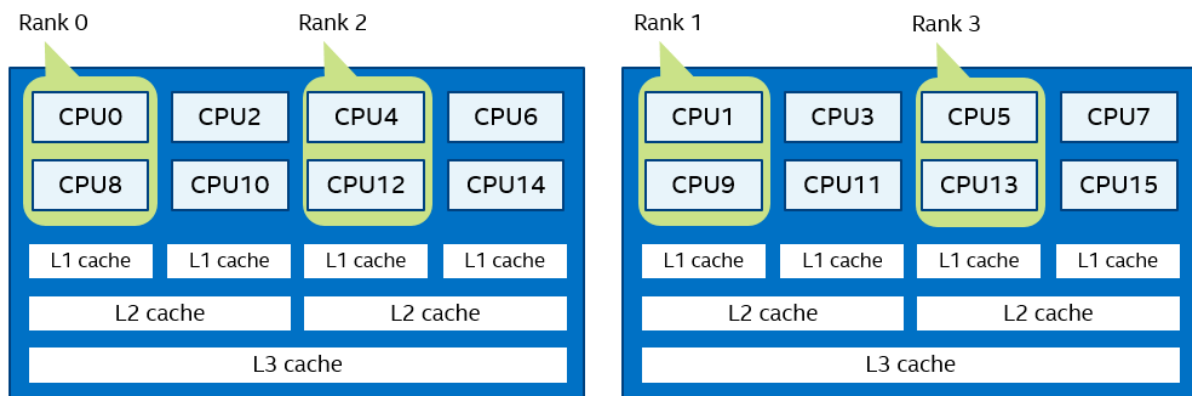 Rank 0 Rank 2 Rank 1 Rank 3
CPU0 CPU2 CPU4 CPU6 CPU1 CPU3 CPU5 CPU7
CPU8 CPU10 CPU12 CPU14 CPU9 CPU11 CPU13 CPU15
L1 cache L1 cache L1 cache L1 cache L1 cache L1 cache L1 cache L1 cache
L2 cache L2 cache L2 cache L2 cache
L3 cache L3 cache